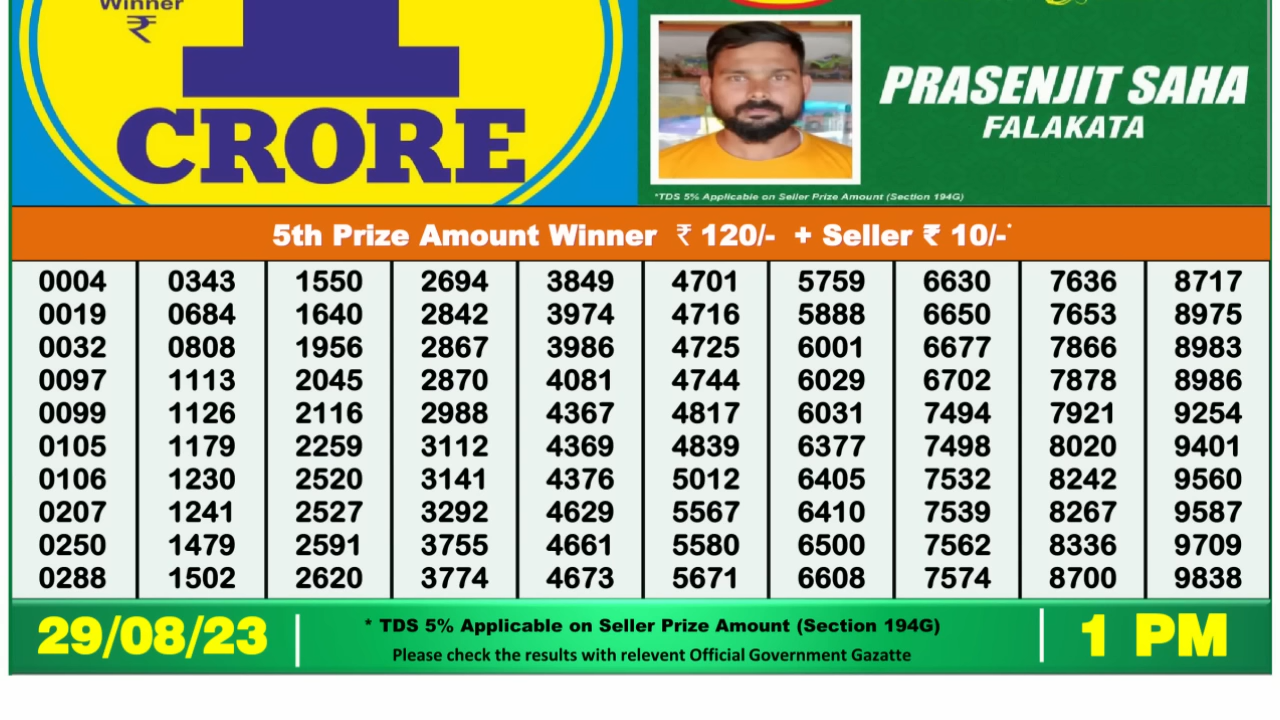 Winner
₹
1
CRORE
PRASENJIT SAHA
FALAKATA
*TDS 5% Applicable on Seller Prize Amount (Section 194G)
5th Prize Amount Winner ₹ 120/- + Seller ₹ 10/-*
0004 0343 1550 2694 3849 4701 5759 6630 7636 8717
0019 0684 1640 2842 3974 4716 5888 6650 7653 8975
0032 0808 1956 2867 3986 4725 6001 6677 7866 8983
0097 1113 2045 2870 4081 4744 6029 6702 7878 8986
0099 1126 2116 2988 4367 4817 6031 7494 7921 9254
0105 1179 2259 3112 4369 4839 6377 7498 8020 9401
0106 1230 2520 3141 4376 5012 6405 7532 8242 9560
0207 1241 2527 3292 4629 5567 6410 7539 8267 9587
0250 1479 2591 3755 4661 5580 6500 7562 8336 9709
0288 1502 2620 3774 4673 5671 6608 7574 8700 9838
29/08/23
* TDS 5% Applicable on Seller Prize Amount (Section 194G)
Please check the results with relevent Official Government Gazatte
1 PM